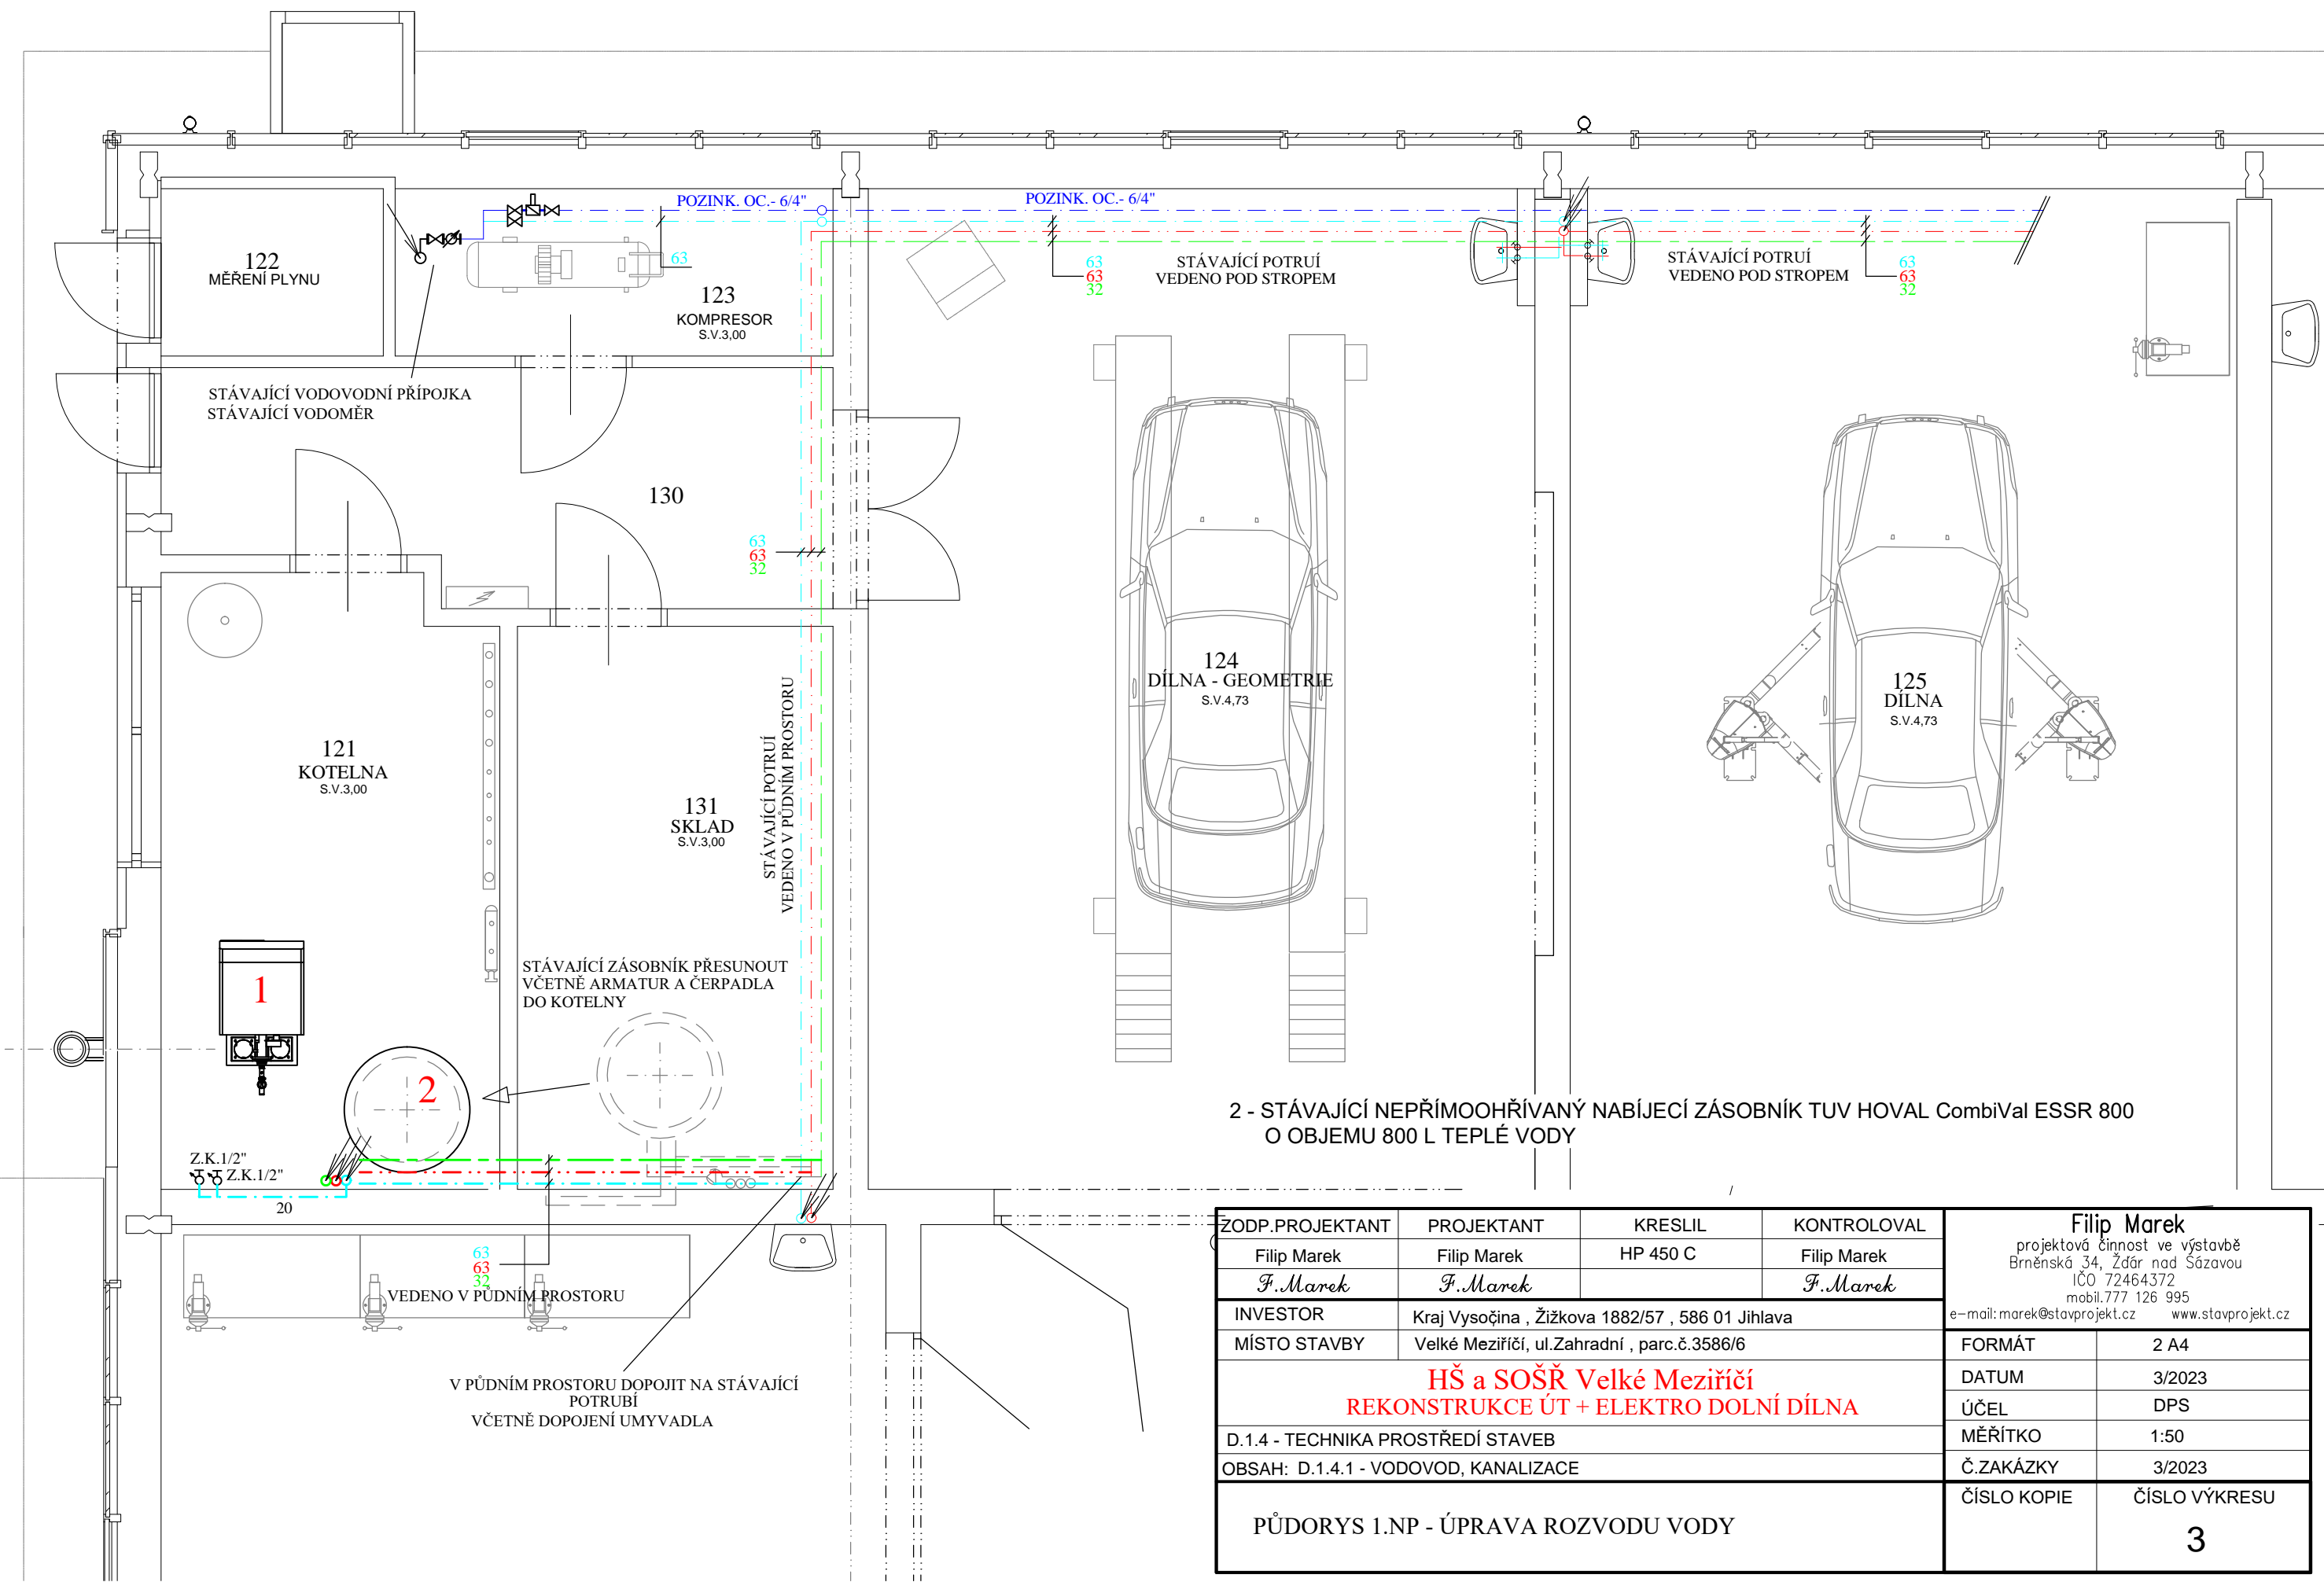 POZINK. OC.- 6/4"
POZINK. OC.- 6/4"
122
MĚŘENÍ PLYNU
63
123
KOMPRESOR
S.V.3,00
63
63
32
STÁVAJÍCÍ POTRUÍ
VEDENO POD STROPEM
STÁVAJÍCÍ POTRUÍ
VEDENO POD STROPEM
63
63
32
STÁVAJÍCÍ VODOVODNÍ PŘÍPOJKA
STÁVAJÍCÍ VODOMĚR
130
63
63
32
124
DÍLNA - GEOMETRIE
S.V.4,73
125
DÍLNA
S.V.4,73
121
KOTELNA
S.V.3,00
131
SKLAD
S.V.3,00
STÁVAJÍCÍ POTRUÍ
VEDENO V PŮDNÍM PROSTORU
STÁVAJÍCÍ ZÁSOBNÍK PŘESUNOUT
VČETNĚ ARMATUR A ČERPADLA
DO KOTELNY
1
2
2 - STÁVAJÍCÍ NEPŘÍMOOHŘÍVANÝ NABÍJECÍ ZÁSOBNÍK TUV HOVAL CombiVal ESSR 800
O OBJEMU 800 L TEPLÉ VODY
Z.K.1/2"
Z.K.1/2"
20
63
63
32
VEDENO V PŮDNÍM PROSTORU
V PŮDNÍM PROSTORU DOPOJIT NA STÁVAJÍCÍ
POTRUBÍ
VČETNĚ DOPOJENÍ UMYVADLA
ZODP.PROJEKTANT PROJEKTANT KRESLIL KONTROLOVAL
Filip Marek Filip Marek HP 450 C Filip Marek
F.Marek F.Marek F.Marek
Filip Marek
projektová činnost ve výstavbě
Brněnská 34, Žďár nad Sázavou
IČO 72464372
mobil.777 126 995
e-mail:marek@stavprojekt.cz www.stavprojekt.cz
INVESTOR Kraj Vysočina , Žižkova 1882/57 , 586 01 Jihlava
MÍSTO STAVBY Velké Meziříčí, ul.Zahradní , parc.č.3586/6
HŠ a SOŠŘ Velké Meziříčí
REKONSTRUKCE ÚT + ELEKTRO DOLNÍ DÍLNA
D.1.4 - TECHNIKA PROSTŘEDÍ STAVEB
OBSAH: D.1.4.1 - VODOVOD, KANALIZACE
FORMÁT 2 A4
DATUM 3/2023
ÚČEL DPS
MĚŘÍTKO 1:50
Č.ZAKÁZKY 3/2023
PŮDORYS 1.NP - ÚPRAVA ROZVODU VODY
ČÍSLO KOPIE ČÍSLO VÝKRESU
3